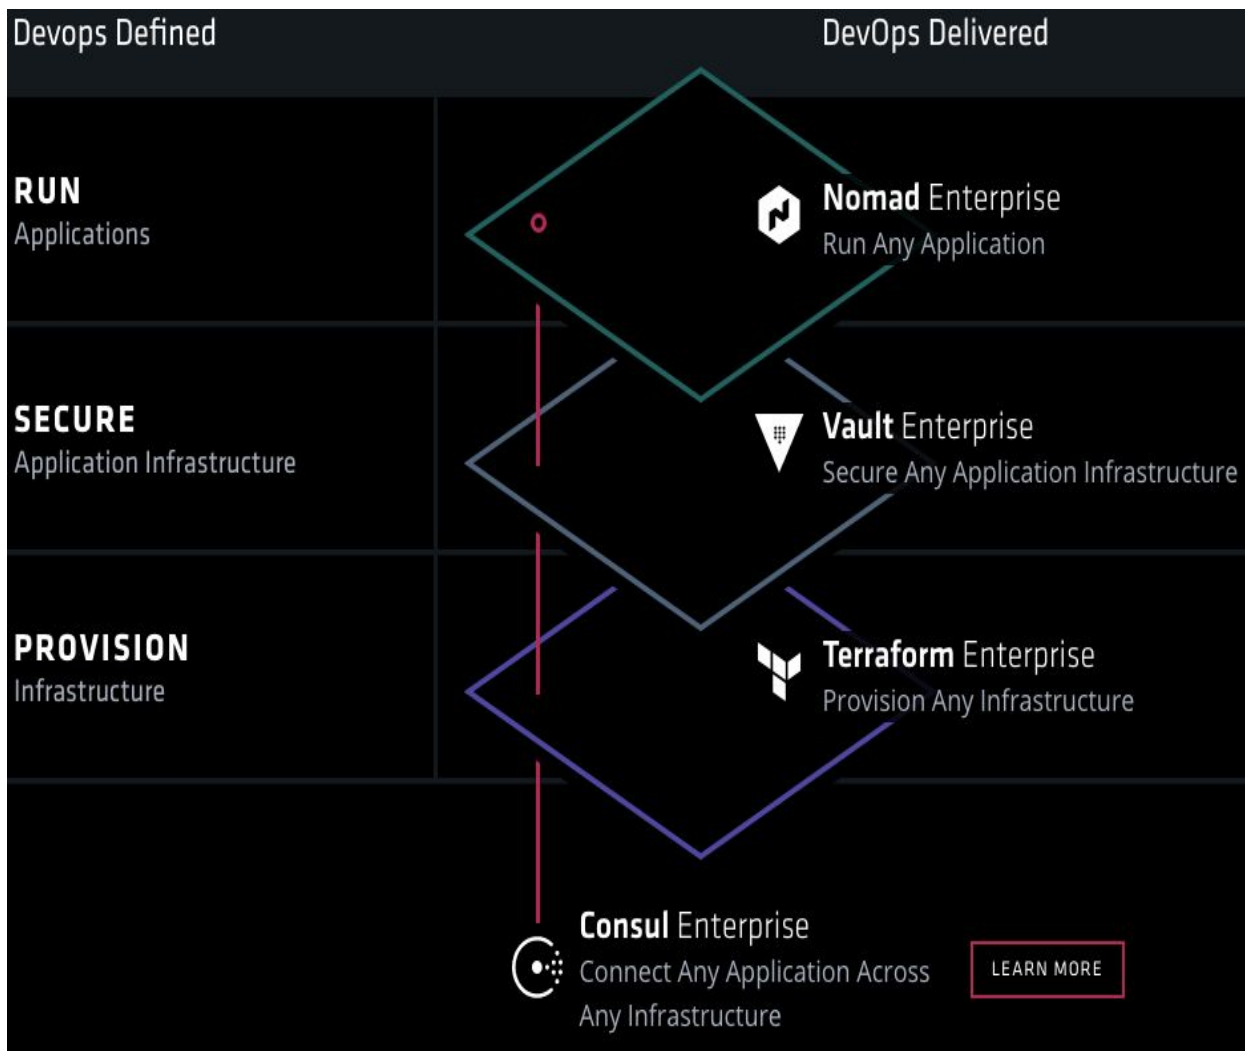 Devops Defined
DevOps Delivered
RUN
Applications
Nomad Enterprise
Run Any Application
SECURE
Application Infrastructure
Vault Enterprise
Secure Any Application Infrastructure
PROVISION
Infrastructure
Terraform Enterprise
Provision Any Infrastructure
Consul Enterprise
Connect Any Application Across
Any Infrastructure
LEARN MORE